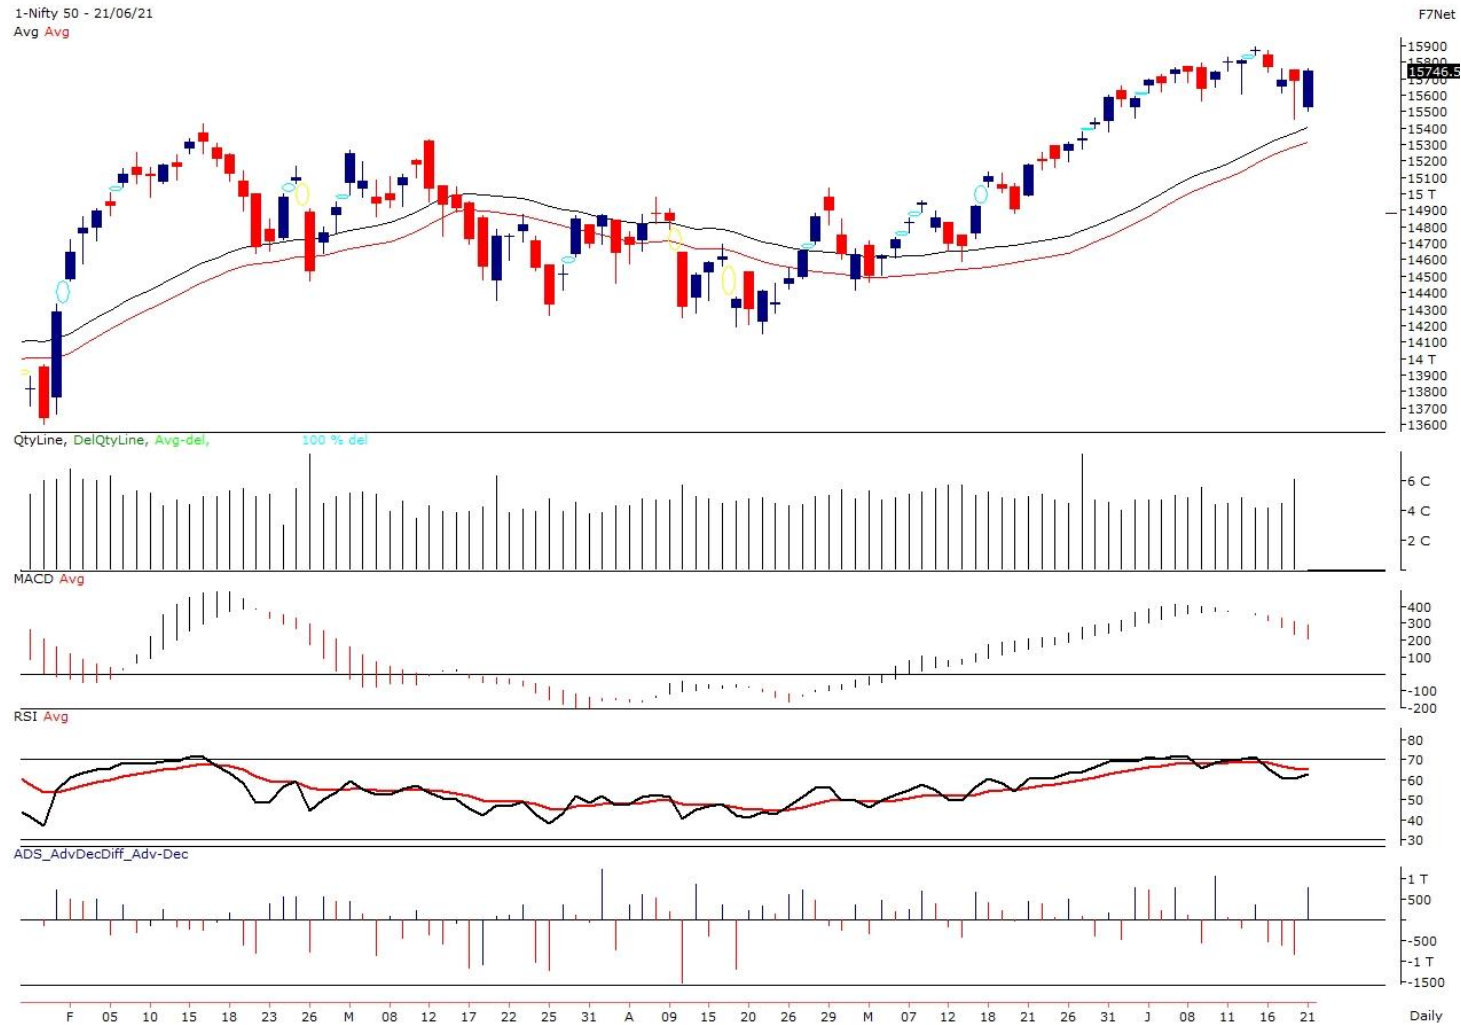 1-Nifty 50 - 21/06/21
F7Net
Avg Avg
15900
15800
15746.5
15700
15600
15500
15400
15300
15200
15100
15 T
14900
14800
14700
14600
14500
14400
14300
14200
14100
14 T
13900
13800
13700
13600
QtyLine, DelQtyLine, Avg-del, 100 % del
6 C
4 C
2 C
MACD Avg
400
300
200
100
-100
-200
RSI Avg
80
70
60
50
40
30
ADS_AdvDecDiff_Adv-Dec
1 T
500
-500
-1 T
-1500
F 05 10 15 18 23 26 M 08 12 17 22 25 31 A 09 15 20 26 29 M 07 12 18 21 26 31 J 08 11 16 21 Daily